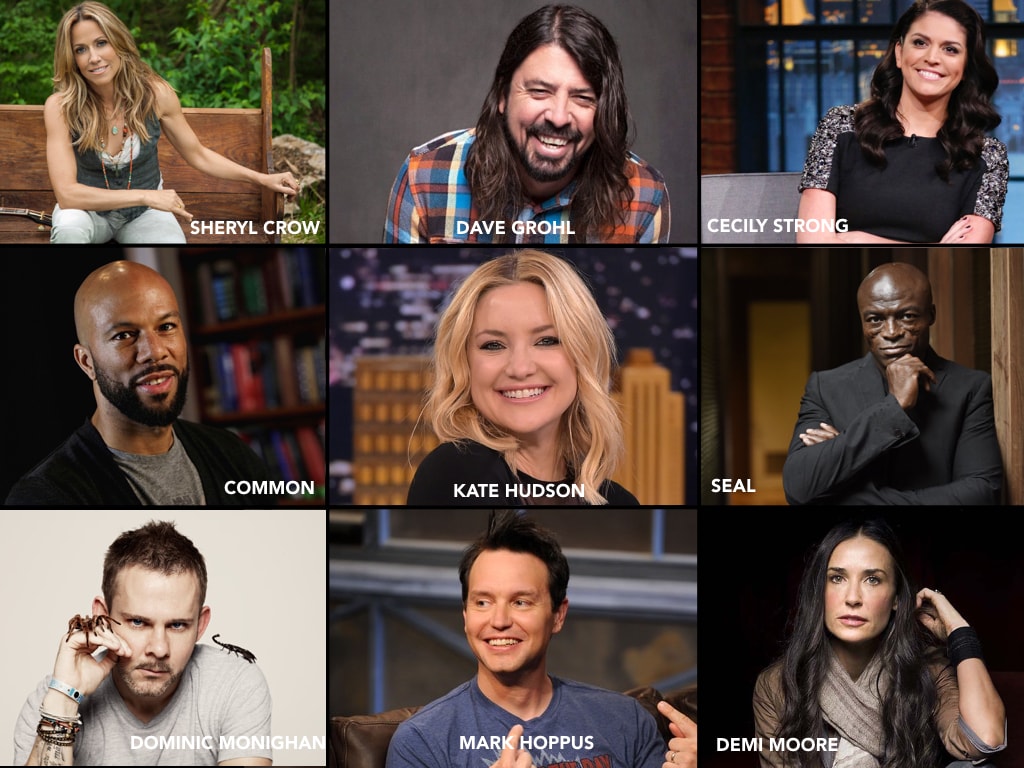 SHERYL CROW
DAVE GROHL
CECILY STRONG
COMMON
KATE HUDSON
SEAL
DOMINIC MONIGHAN
MARK HOPPUS
DEMI MOORE